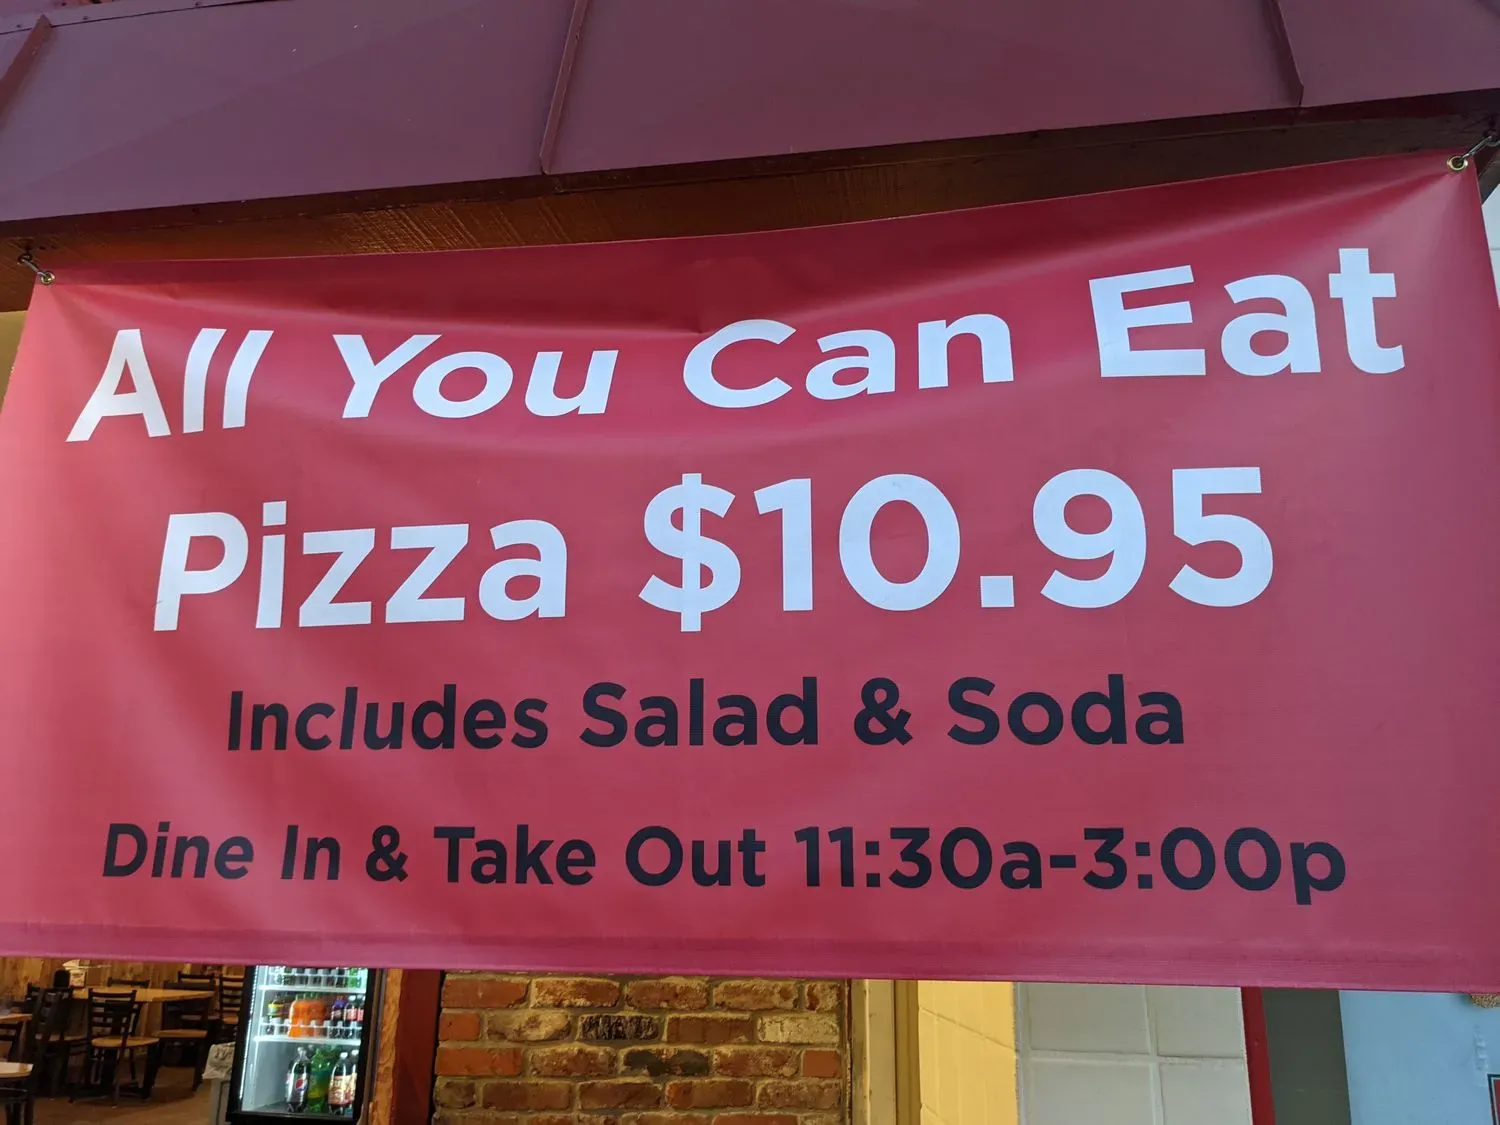 All You Can Eat
Pizza $10.95
Includes Salad & Soda
Dine In & Take Out 11:30a-3:00p